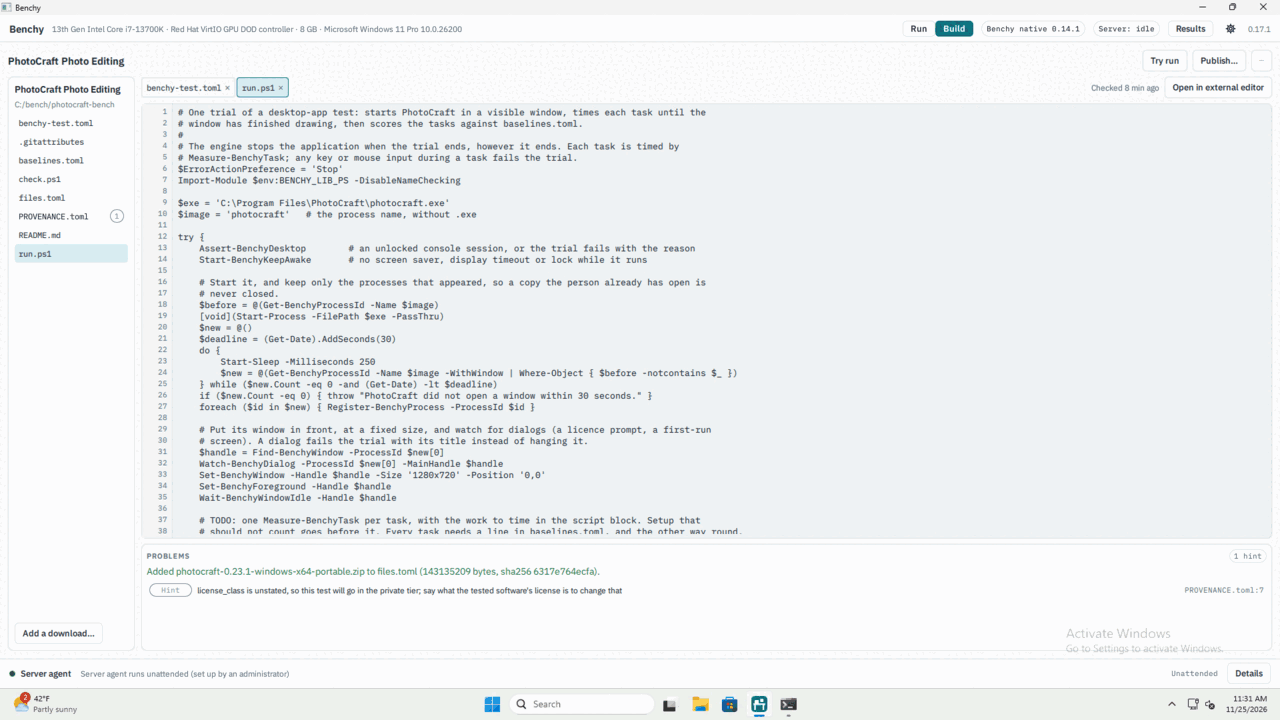 Benchy
Benchy 13th Gen Intel Core i7-13700K · Red Hat VirtIO GPU DOD controller · 8 GB · Microsoft Windows 11 Pro 10.0.26200
Run Build Benchy native 0.14.1 Server: idle Results 0.17.1
PhotoCraft Photo Editing
Try run Publish...
PhotoCraft Photo Editing
C:/bench/photocraft-bench
benchy-test.toml
.gitattributes
baselines.toml
check.ps1
files.toml
PROVENANCE.toml 1
README.md
run.ps1
Add a download...
benchy-test.toml × run.ps1 ×
Checked 8 min ago Open in external editor
1 # One trial of a desktop-app test: starts PhotoCraft in a visible window, times each task until the
2 # window has finished drawing, then scores the tasks against baselines.toml.
3 #
4 # The engine stops the application when the trial ends, however it ends. Each task is timed by
5 # Measure-BenchyTask; any key or mouse input during a task fails the trial.
6 $ErrorActionPreference = 'Stop'
7 Import-Module $env:BENCHY_LIB_PS -DisableNameChecking
8
9 $exe = 'C:\Program Files\PhotoCraft\photocraft.exe'
10 $image = 'photocraft' # the process name, without .exe
11
12 try {
13 Assert-BenchyDesktop # an unlocked console session, or the trial fails with the reason
14 Start-BenchyKeepAwake # no screen saver, display timeout or lock while it runs
15
16 # Start it, and keep only the processes that appeared, so a copy the person already has open is
17 # never closed.
18 $before = @(Get-BenchyProcessId -Name $image)
19 [void](Start-Process -FilePath $exe -PassThru)
20 $new = @()
21 $deadline = (Get-Date).AddSeconds(30)
22 do {
23 Start-Sleep -Milliseconds 250
24 $new = @(Get-BenchyProcessId -Name $image -WithWindow | Where-Object { $before -notcontains $_ })
25 } while ($new.Count -eq 0 -and (Get-Date) -lt $deadline)
26 if ($new.Count -eq 0) { throw "PhotoCraft did not open a window within 30 seconds." }
27 foreach ($id in $new) { Register-BenchyProcess -ProcessId $id }
28
29 # Put its window in front, at a fixed size, and watch for dialogs (a licence prompt, a first-run
30 # screen). A dialog fails the trial with its title instead of hanging it.
31 $handle = Find-BenchyWindow -ProcessId $new[0]
32 Watch-BenchyDialog -ProcessId $new[0] -MainHandle $handle
33 Set-BenchyWindow -Handle $handle -Size '1280x720' -Position '0,0'
34 Set-BenchyForeground -Handle $handle
35 Wait-BenchyWindowIdle -Handle $handle
36
37 # TODO: one Measure-BenchyTask per task, with the work to time in the script block. Setup that
38 # should not count goes before it. Every task needs a line in baselines.toml, and the other way round.
PROBLEMS 1 hint
Added photocraft-0.23.1-windows-x64-portable.zip to files.toml (143135209 bytes, sha256 6317e764ecfa).
Hint license_class is unstated, so this test will go in the private tier; say what the tested software's license is to change that PROVENANCE.toml:7
Activate Windows
Go to Settings to activate Windows.
Server agent Server agent runs unattended (set up by an administrator) Unattended Details
2 42°F
Partly sunny
Search
11:31 AM
11/25/2026